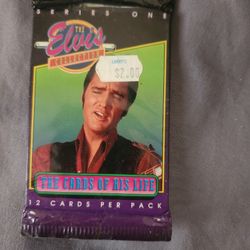 SERIES ONE
THE
Elvis
COLLECTION
$2.00
THE CARDS OF HIS LIFE
12 CARDS PER PACK